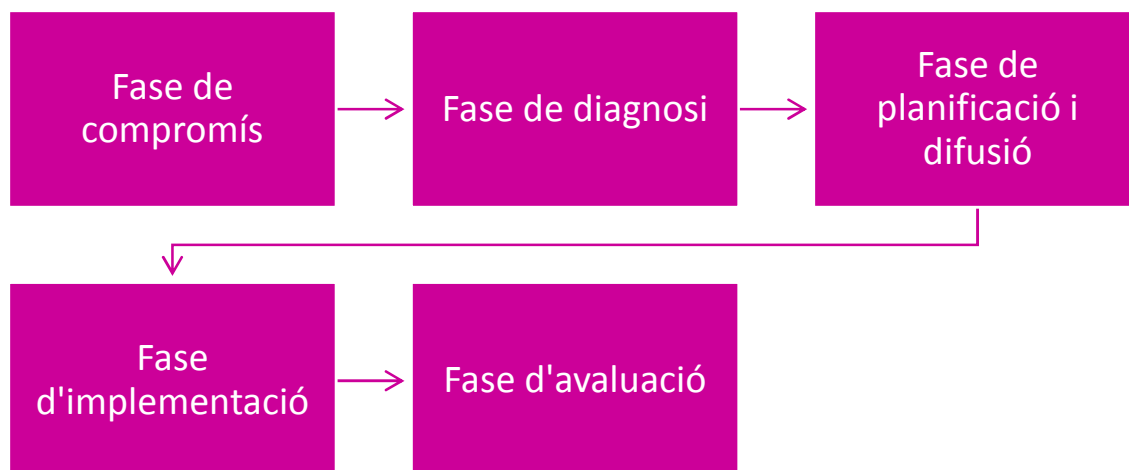 Fase de
compromís
Fase de diagnosi
Fase de
planificació i
difusió
Fase
d'implementació
Fase d'avaluació